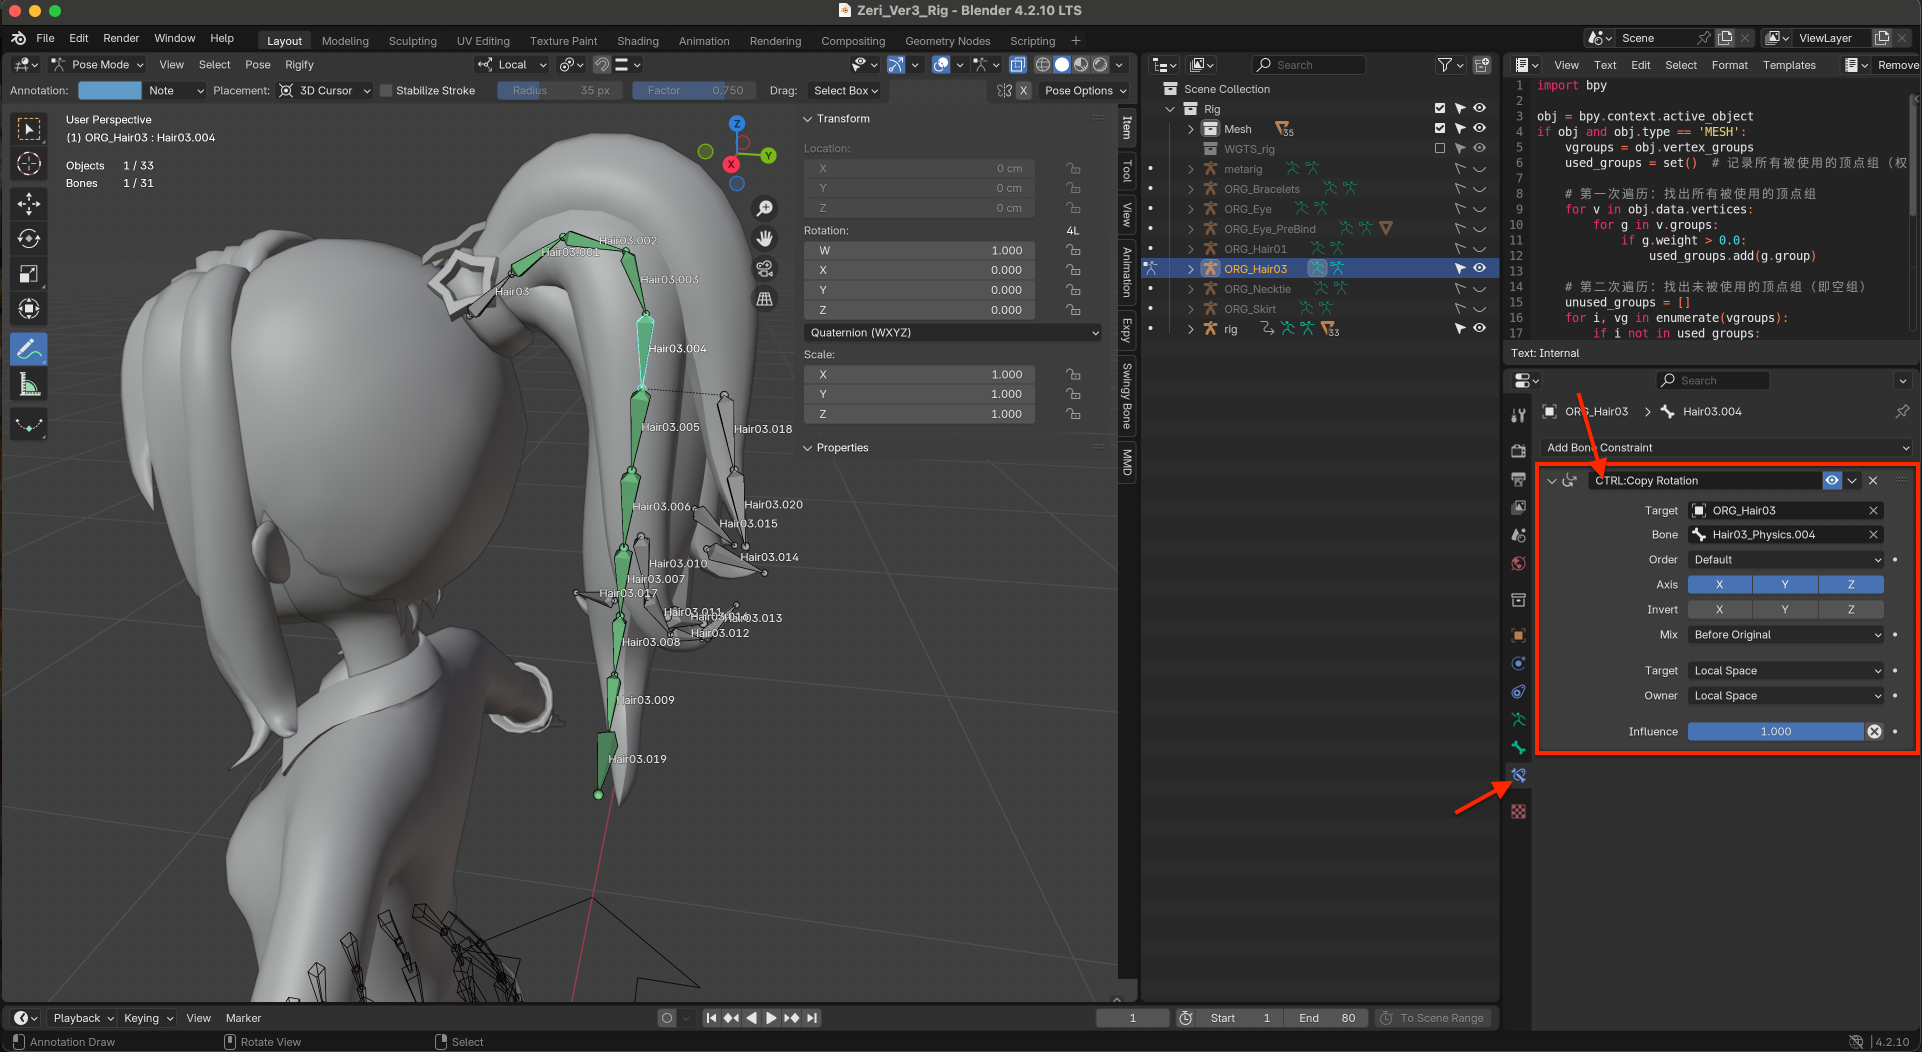 Zeri_Ver3_Rig - Blender 4.2.10 LTS
File Edit Render Window Help
Layout Modeling Sculpting UV Editing Texture Paint Shading Animation Rendering Compositing Geometry Nodes Scripting +
Scene
ViewLayer
Pose Mode View Select Pose Rigify
Local
Annotation: Note Placement: 3D Cursor Stabilize Stroke Radius 35 px Factor 0.750 Drag: Select Box X Pose Options
User Perspective
(1) ORG_Hair03 : Hair03.004
Objects 1 / 33
Bones 1 / 31
Z
Y
X
Hair03.002
Hair03.001
Hair03.003
Hair03
Hair03.004
Hair03.005
Hair03.018
Hair03.006
Hair03.020
Hair03.015
Hair03.014
Hair03.010
Hair03.007
Hair03.017
Hair03.011
Hair03.013
Hair03.012
Hair03.008
Hair03.009
Hair03.019
Transform
Location:
X 0 cm
Y 0 cm
Z 0 cm
Rotation: 4L
W 1.000
X 0.000
Y 0.000
Z 0.000
Quaternion (WXYZ)
Scale:
X 1.000
Y 1.000
Z 1.000
Properties
Item
Tool
View
Animation
Expy
Swingy Bone
MMD
Search
Scene Collection
Rig
Mesh 35
WGTS_rig
metarig
ORG_Bracelets
ORG_Eye
ORG_Eye_PreBind
ORG_Hair01
ORG_Hair03
ORG_Necktie
ORG_Skirt
rig 33
View Text Edit Select Format Templates Remove
1 import bpy
2
3 obj = bpy.context.active_object
4 if obj and obj.type == 'MESH':
5 vgroups = obj.vertex_groups
6 used_groups = set() # 记录所有被使用的顶点组（权
7
8 # 第一次遍历：找出所有被使用的顶点组
9 for v in obj.data.vertices:
10 for g in v.groups:
11 if g.weight > 0.0:
12 used_groups.add(g.group)
13
14 # 第二次遍历：找出未被使用的顶点组（即空组）
15 unused_groups = []
16 for i, vg in enumerate(vgroups):
17 if i not in used_groups:
Text: Internal
Search
ORG_Hair03 > Hair03.004
Add Bone Constraint
CTRL:Copy Rotation
Target ORG_Hair03
Bone Hair03_Physics.004
Order Default
Axis X Y Z
Invert X Y Z
Mix Before Original
Target Local Space
Owner Local Space
Influence 1.000
Playback Keying View Marker
1
Start 1 End 80 To Scene Range
Annotation Draw Rotate View Select
4.2.10